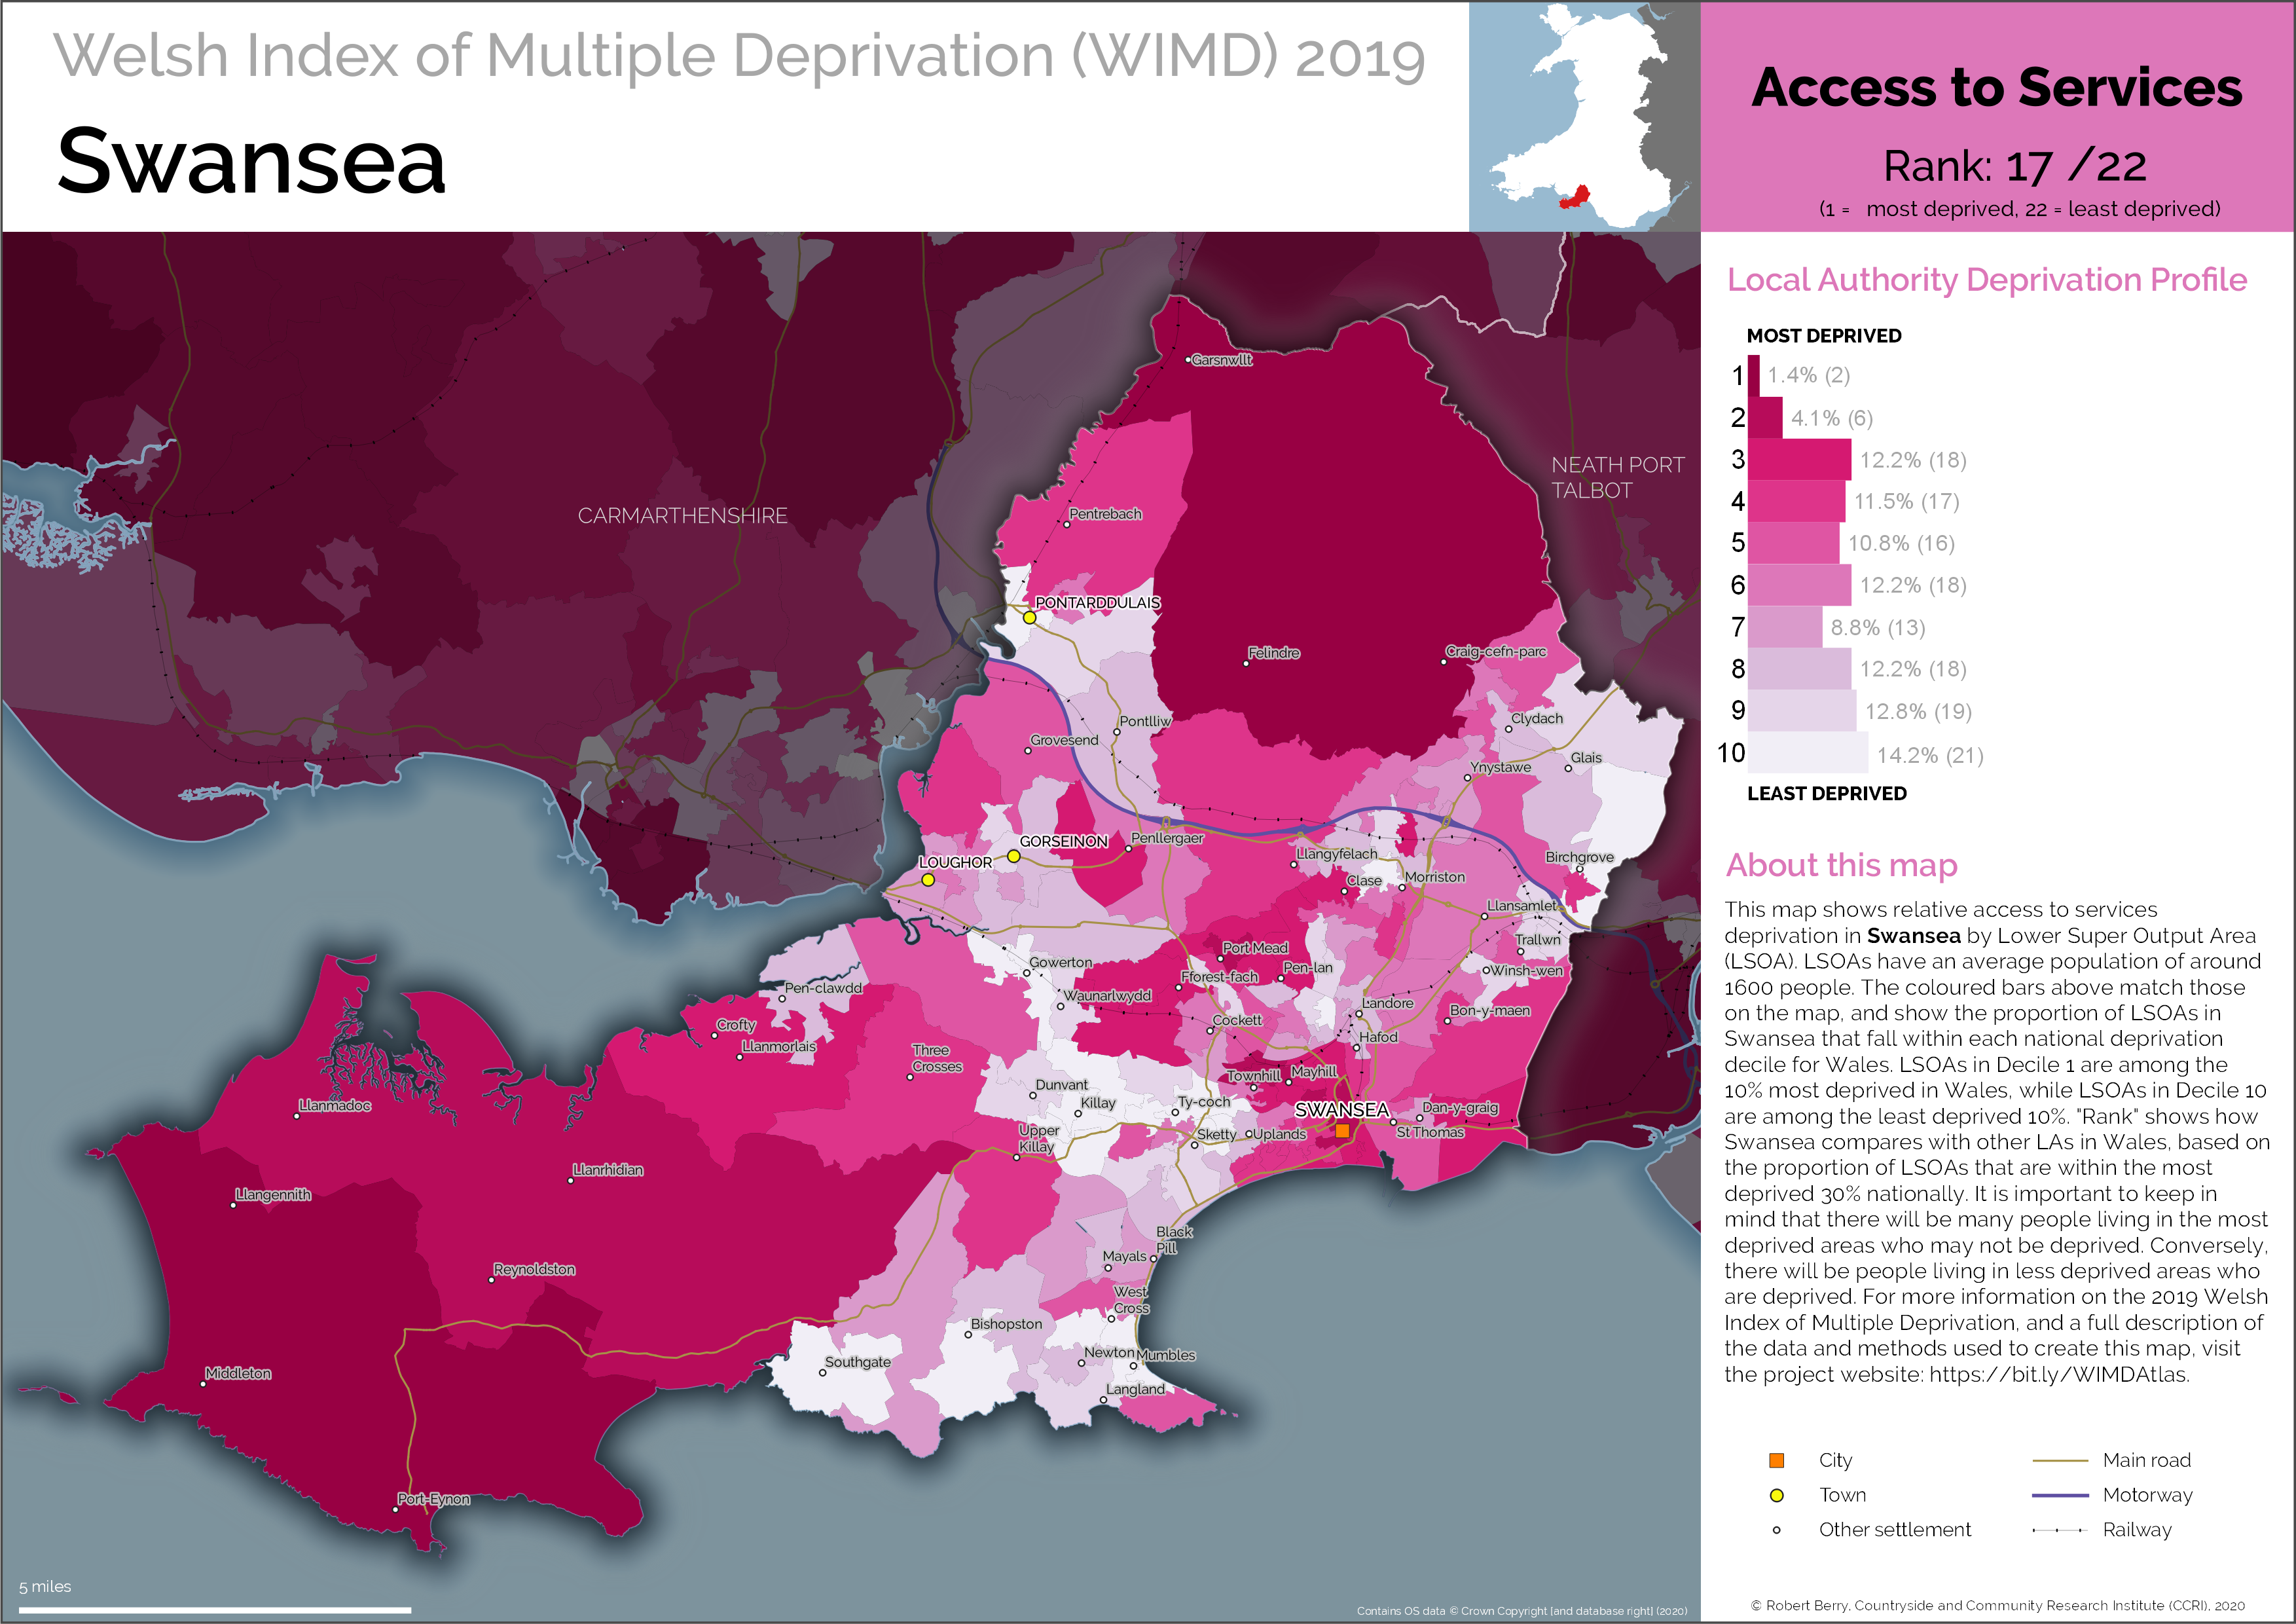 Welsh Index of Multiple Deprivation (WIMD) 2019
Swansea
Access to Services
Rank: 17 /22
(1 = most deprived, 22 = least deprived)
Local Authority Deprivation Profile
MOST DEPRIVED
1 1.4% (2)
2 4.1% (6)
3 12.2% (18)
4 11.5% (17)
5 10.8% (16)
6 12.2% (18)
7 8.8% (13)
8 12.2% (18)
9 12.8% (19)
10 14.2% (21)
LEAST DEPRIVED
About this map
This map shows relative access to services
deprivation in Swansea by Lower Super Output Area
(LSOA). LSOAs have an average population of around
1600 people. The coloured bars above match those
on the map, and show the proportion of LSOAs in
Swansea that fall within each national deprivation
decile for Wales. LSOAs in Decile 1 are among the
10% most deprived in Wales, while LSOAs in Decile 10
are among the least deprived 10%. "Rank" shows how
Swansea compares with other LAs in Wales, based on
the proportion of LSOAs that are within the most
deprived 30% nationally. It is important to keep in
mind that there will be many people living in the most
deprived areas who may not be deprived. Conversely,
there will be people living in less deprived areas who
are deprived. For more information on the 2019 Welsh
Index of Multiple Deprivation, and a full description of
the data and methods used to create this map, visit
the project website: https://bit.ly/WIMDAtlas.
City
Main road
Town
Motorway
Other settlement
Railway
© Robert Berry, Countryside and Community Research Institute (CCRI), 2020
CARMARTHENSHIRE
NEATH PORT
TALBOT
Garsnwllt
Pentrebach
PONTARDDULAIS
Felindre
Craig-cefn-parc
Pontlliw
Clydach
Grovesend
Glais
Ynystawe
GORSEINON
Penllergaer
LOUGHOR
Llangyfelach
Birchgrove
Clase
Morriston
Llansamlet
Port Mead
Trallwn
Gowerton
Fforest-fach
Pen-lan
Winsh-wen
Pen-clawdd
Waunarlwydd
Landore
Bon-y-maen
Crofty
Cockett
Llanmorlais
Hafod
Three
Crosses
Townhill
Mayhill
Dunvant
Killay
Ty-coch
SWANSEA
Dan-y-graig
Llanmadoc
Upper
Killay
Sketty
Uplands
St Thomas
Llanrhidian
Llangennith
Black
Pill
Mayals
Reynoldston
West
Cross
Bishopston
Newton
Mumbles
Southgate
Middleton
Langland
Port-Eynon
5 miles
Contains OS data © Crown Copyright [and database right] (2020)